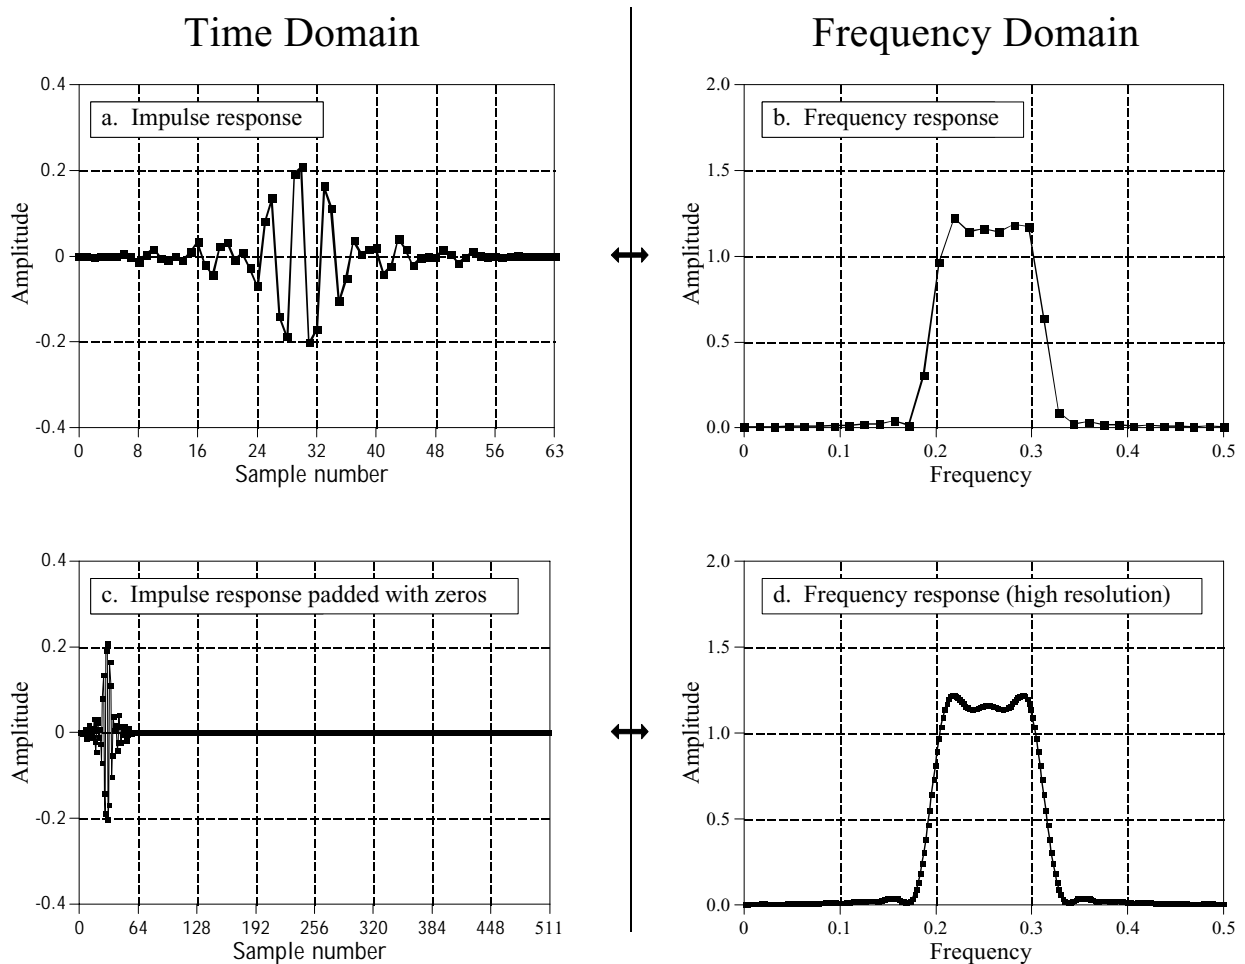 Time Domain
Frequency Domain
a. Impulse response
0.4
0.2
0
-0.2
-0.4
Amplitude
0 8 16 24 32 40 48 56 63
Sample number
b. Frequency response
2.0
1.5
1.0
0.5
0.0
Amplitude
0 0.1 0.2 0.3 0.4 0.5
Frequency
c. Impulse response padded with zeros
0.4
0.2
0
-0.2
-0.4
Amplitude
0 64 128 192 256 320 384 448 511
Sample number
d. Frequency response (high resolution)
2.0
1.5
1.0
0.5
0.0
Amplitude
0 0.1 0.2 0.3 0.4 0.5
Frequency